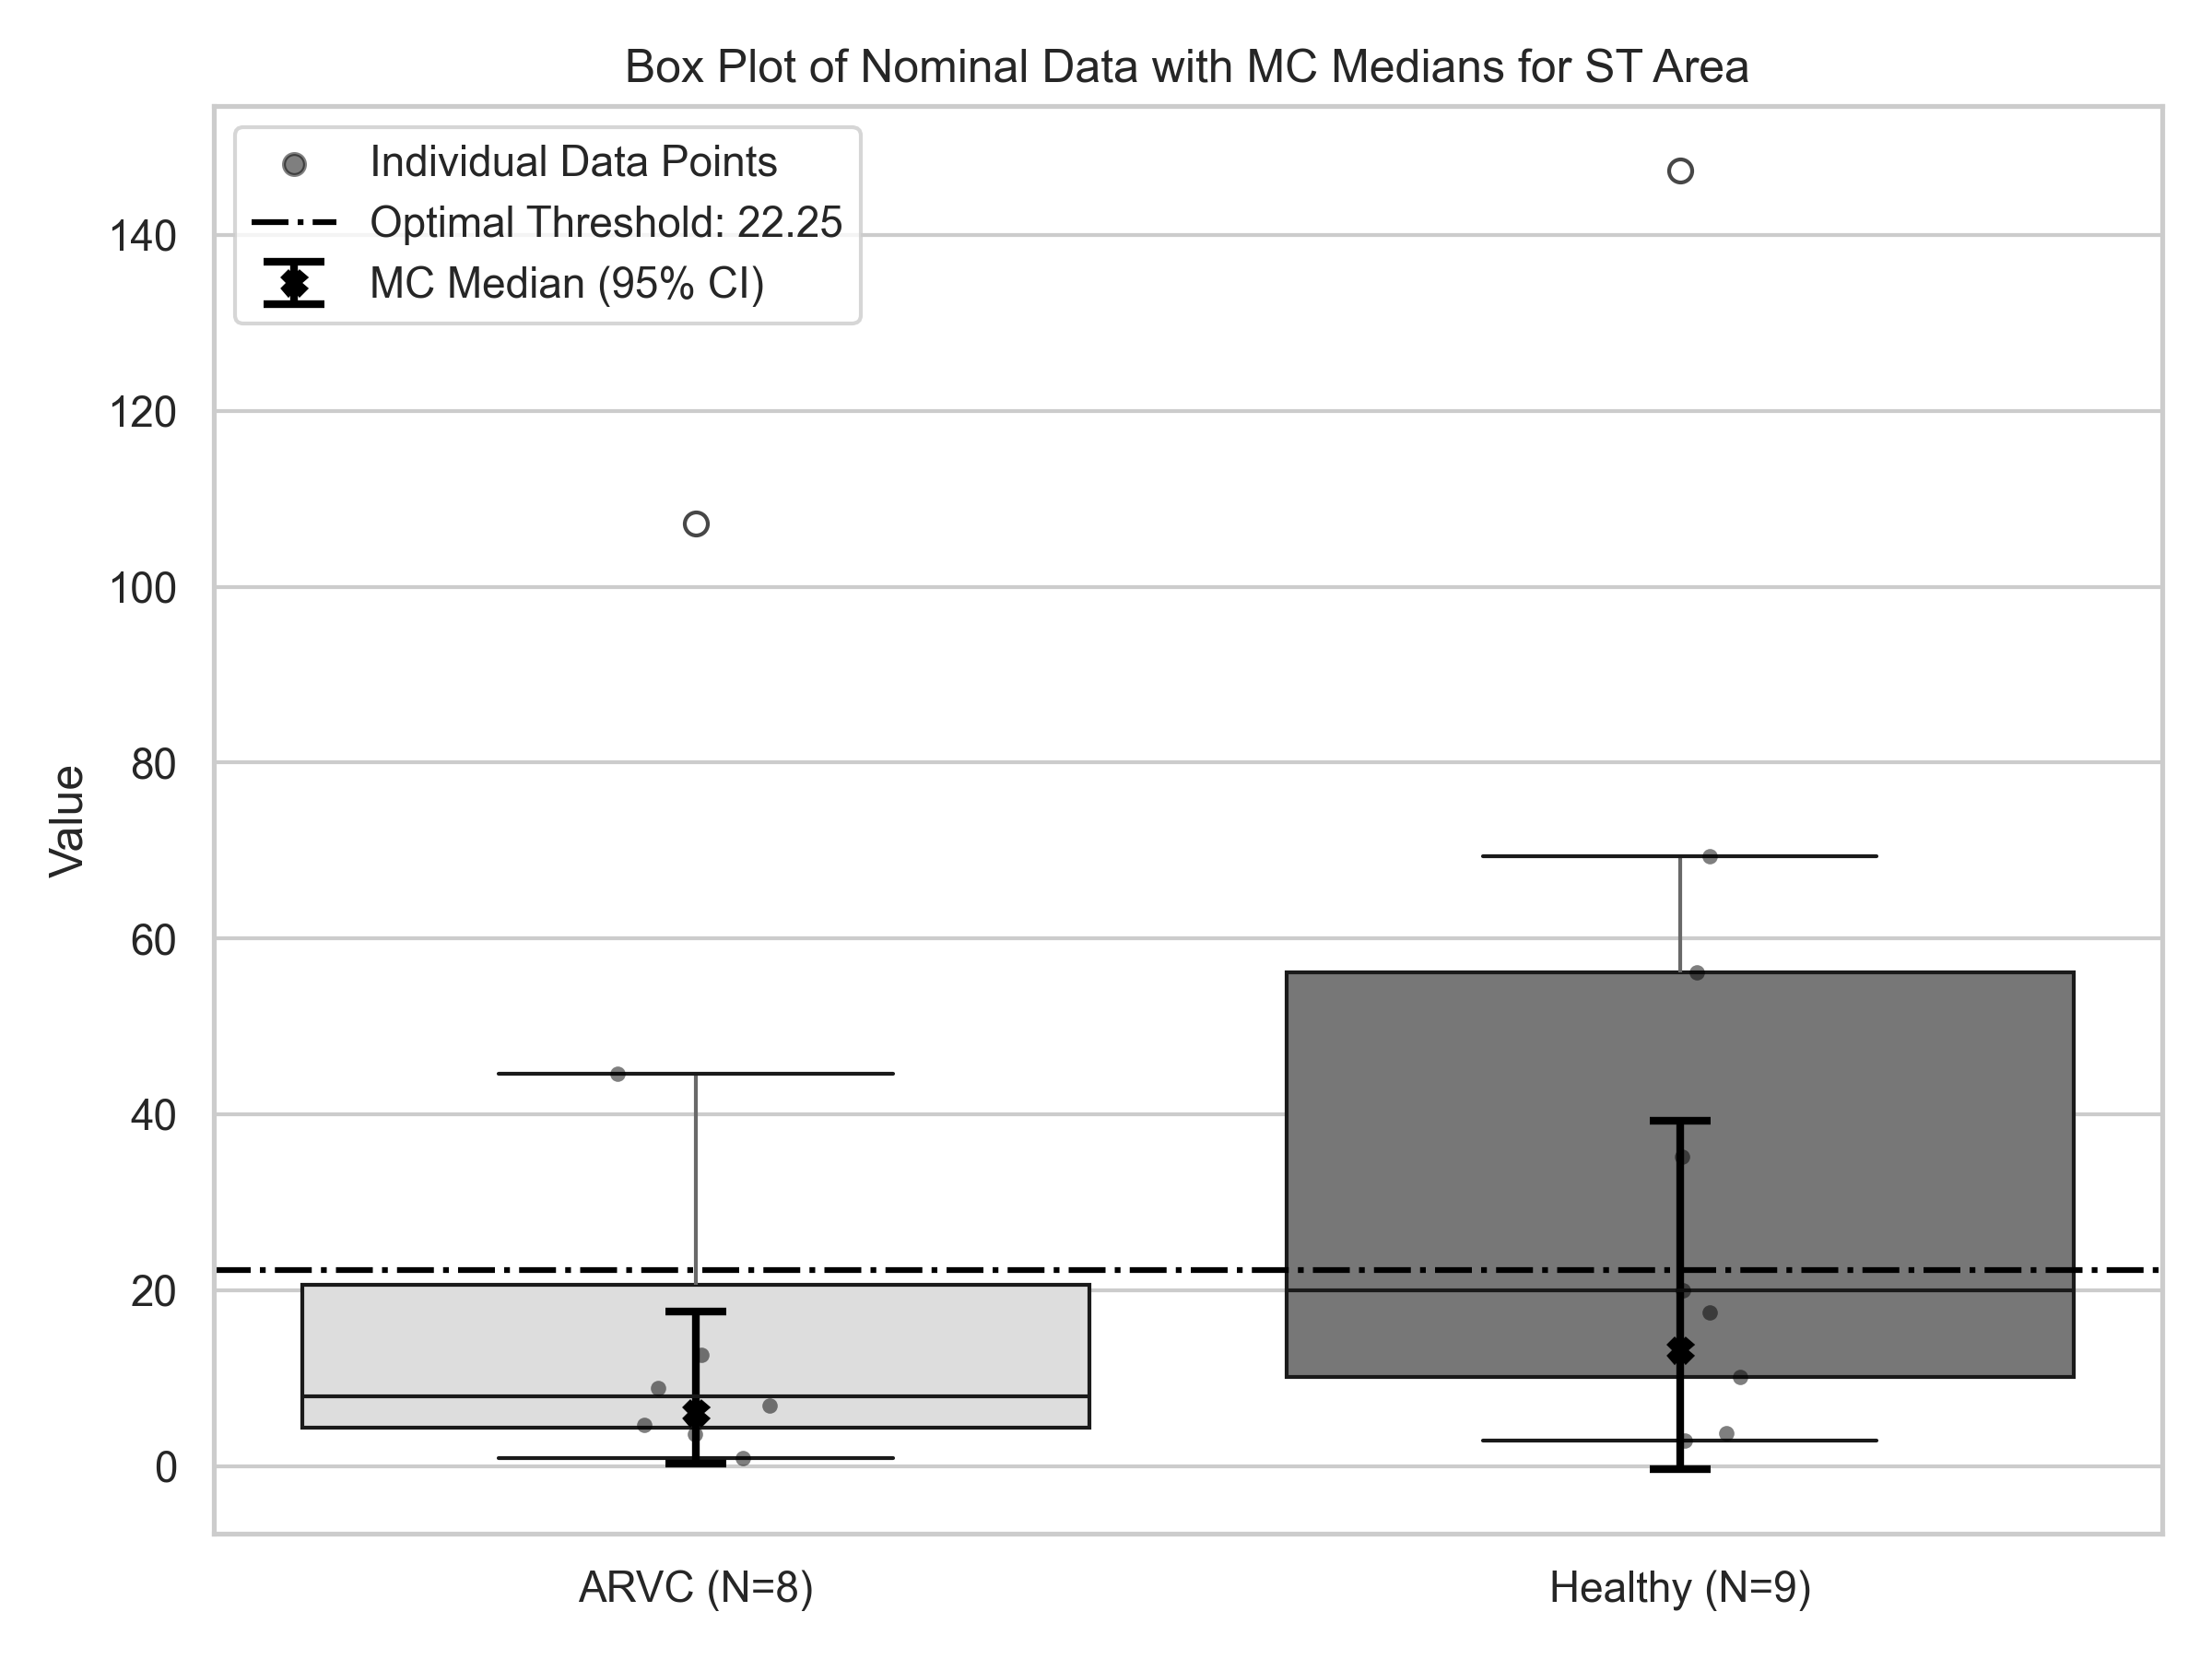 Box Plot of Nominal Data with MC Medians for ST Area
Individual Data Points
Optimal Threshold: 22.25
MC Median (95% CI)
140
120
100
80
60
40
20
0
Value
ARVC (N=8)
Healthy (N=9)